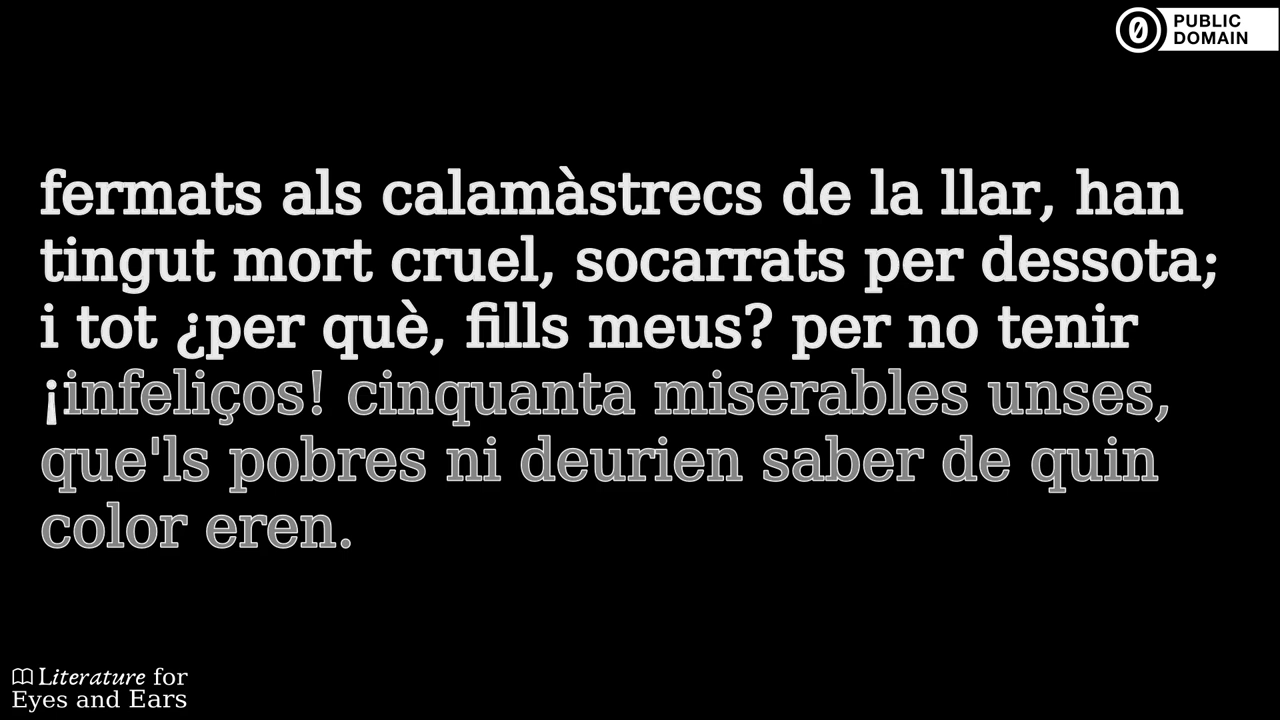 PUBLIC
DOMAIN
fermats als calamàstrecs de la llar, han
tingut mort cruel, socarrats per dessota;
i tot ¿per què, fills meus? per no tenir
¡infeliços! cinquanta miserables unses,
que'ls pobres ni deurien saber de quin
color eren.
Literature for
Eyes and Ears